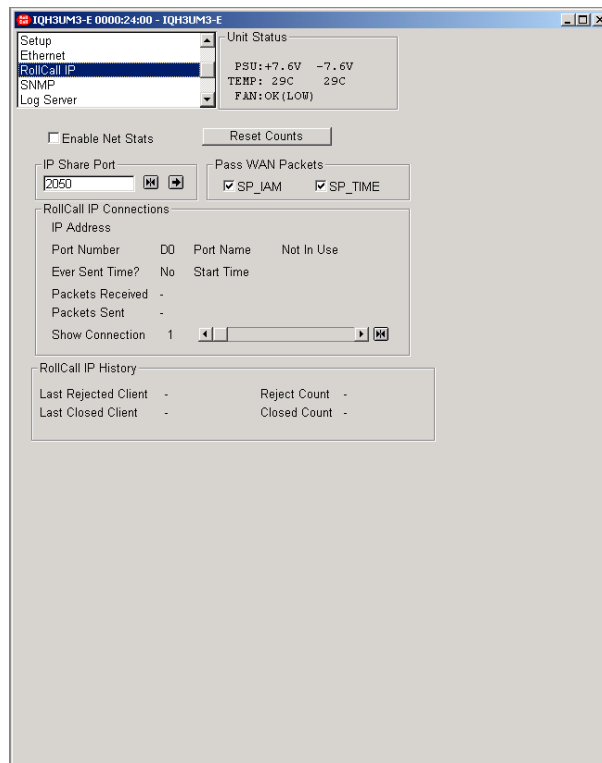 IQH3UM3-E 0000:24:00 - IQH3UM3-E
Setup
Ethernet
RollCall IP
SNMP
Log Server
Unit Status
PSU:+7.6V -7.6V
TEMP: 29C 29C
FAN:OK(LOW)
Enable Net Stats
Reset Counts
IP Share Port
2050
Pass WAN Packets
SP_IAM SP_TIME
RollCall IP Connections
IP Address
Port Number D0 Port Name Not In Use
Ever Sent Time? No Start Time
Packets Received -
Packets Sent -
Show Connection 1
RollCall IP History
Last Rejected Client - Reject Count -
Last Closed Client - Closed Count -